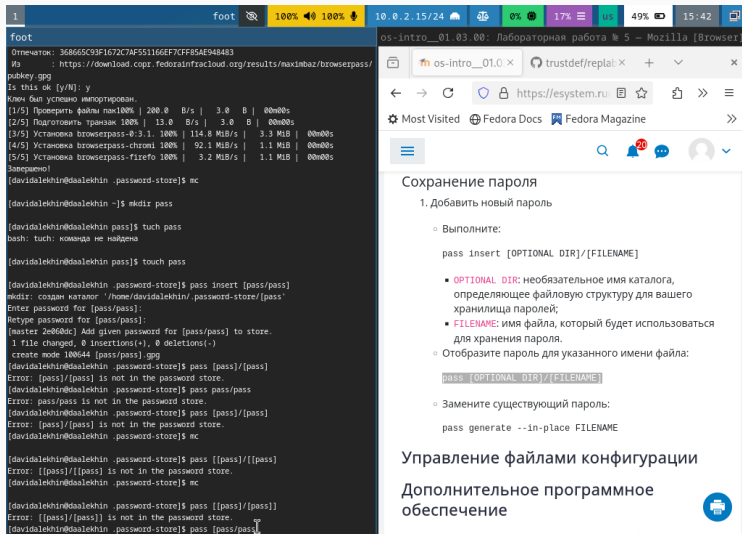 1
foot
100%
100%
10.0.2.15/24
0%
17%
us
49%
15:42
foot
os-intro__01.03.00: Лабораторная работа № 5 — Mozilla [Browser]
Отпечаток: 368665C93F1672C7AF551166EF7CFF85AE948483
Из : https://download.copr.fedorainfracloud.org/results/maximbaz/browserpass/
pubkey.gpg
Is this ok [y/N]: y
Ключ был успешно импортирован.
[1/5] Проверить файлы пак100% | 200.0 B/s | 3.0 B | 00m00s
[2/5] Подготовить транзак 100% | 13.0 B/s | 3.0 B | 00m00s
[3/5] Установка browserpass-0:3.1. 100% | 114.8 MiB/s | 3.3 MiB | 00m00s
[4/5] Установка browserpass-chromi 100% | 92.1 MiB/s | 1.1 MiB | 00m00s
[5/5] Установка browserpass-firefo 100% | 3.2 MiB/s | 1.1 MiB | 00m00s
Завершено!
[davidalekhin@daalekhin .password-store]$ mc
[davidalekhin@daalekhin ~]$ mkdir pass
[davidalekhin@daalekhin pass]$ tuch pass
bash: tuch: команда не найдена
[davidalekhin@daalekhin pass]$ touch pass
[davidalekhin@daalekhin .password-store]$ pass insert [pass/pass]
mkdir: создан каталог '/home/davidalekhin/.password-store/[pass'
Enter password for [pass/pass]:
Retype password for [pass/pass]:
[master 2e060dc] Add given password for [pass/pass] to store.
1 file changed, 0 insertions(+), 0 deletions(-)
create mode 100644 [pass/pass].gpg
[davidalekhin@daalekhin .password-store]$ pass [pass]/[pass]
Error: [pass]/[pass] is not in the password store.
[davidalekhin@daalekhin .password-store]$ pass pass/pass
Error: pass/pass is not in the password store.
[davidalekhin@daalekhin .password-store]$ pass [pass]/[pass]
Error: [pass]/[pass] is not in the password store.
[davidalekhin@daalekhin .password-store]$ mc
[davidalekhin@daalekhin .password-store]$ pass [[pass]/[[pass]
Error: [[pass]/[[pass] is not in the password store.
[davidalekhin@daalekhin .password-store]$ mc
[davidalekhin@daalekhin .password-store]$ pass [[pass]/[pass]]
Error: [[pass]/[pass]] is not in the password store.
[davidalekhin@daalekhin .password-store]$ pass [pass/pass
os-intro__01.0
trustdef/repla
https://esystem.ru
Most Visited
Fedora Docs
Fedora Magazine
20
Сохранение пароля
1. Добавить новый пароль
Выполните:
pass insert [OPTIONAL DIR]/[FILENAME]
OPTIONAL DIR: необязательное имя каталога,
определяющее файловую структуру для вашего
хранилища паролей;
FILENAME: имя файла, который будет использоваться
для хранения пароля.
Отобразите пароль для указанного имени файла:
pass [OPTIONAL DIR]/[FILENAME]
Замените существующий пароль:
pass generate --in-place FILENAME
Управление файлами конфигурации
Дополнительное программное
обеспечение